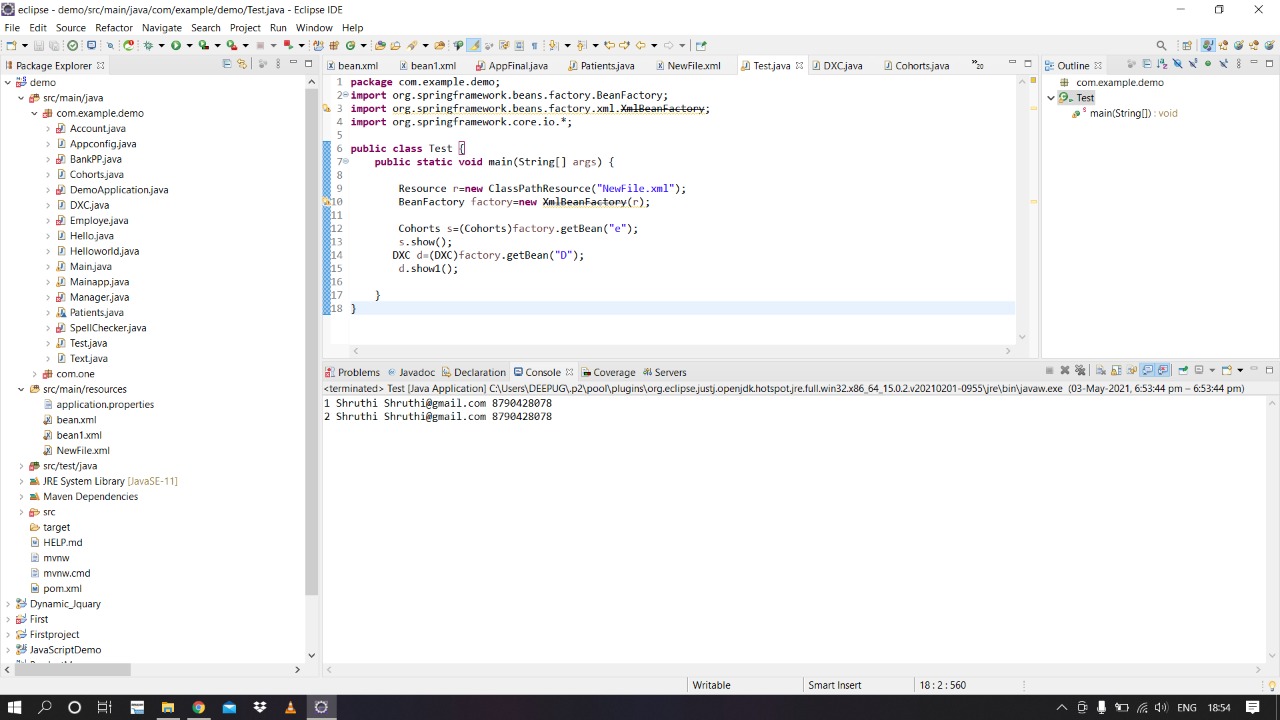 eclipse - demo/src/main/java/com/example/demo/Test.java - Eclipse IDE
File Edit Source Refactor Navigate Search Project Run Window Help
Package Explorer
demo
src/main/java
com.example.demo
Account.java
Appconfig.java
BankPP.java
Cohorts.java
DemoApplication.java
DXC.java
Employe.java
Hello.java
Helloworld.java
Main.java
Mainapp.java
Manager.java
Patients.java
SpellChecker.java
Test.java
Text.java
com.one
src/main/resources
application.properties
bean.xml
bean1.xml
NewFile.xml
src/test/java
JRE System Library [JavaSE-11]
Maven Dependencies
src
target
HELP.md
mvnw
mvnw.cmd
pom.xml
Dynamic_Jquary
First
Firstproject
JavaScriptDemo
bean.xml bean1.xml AppFinal.java Patients.java NewFile.xml Test.java DXC.java Cohorts.java »20
1 package com.example.demo;
2 import org.springframework.beans.factory.BeanFactory;
3 import org.springframework.beans.factory.xml.XmlBeanFactory;
4 import org.springframework.core.io.*;
5
6 public class Test {
7 public static void main(String[] args) {
8
9 Resource r=new ClassPathResource("NewFile.xml");
10 BeanFactory factory=new XmlBeanFactory(r);
11
12 Cohorts s=(Cohorts)factory.getBean("e");
13 s.show();
14 DXC d=(DXC)factory.getBean("D");
15 d.show1();
16
17 }
18 }
Outline
com.example.demo
Test
main(String[]) : void
Problems Javadoc Declaration Console Coverage Servers
<terminated> Test [Java Application] C:\Users\DEEPUG\.p2\pool\plugins\org.eclipse.justj.openjdk.hotspot.jre.full.win32.x86_64_15.0.2.v20210201-0955\jre\bin\javaw.exe (03-May-2021, 6:53:44 pm – 6:53:44 pm)
1 Shruthi Shruthi@gmail.com 8790428078
2 Shruthi Shruthi@gmail.com 8790428078
Writable Smart Insert 18 : 2 : 560
ENG 18:54